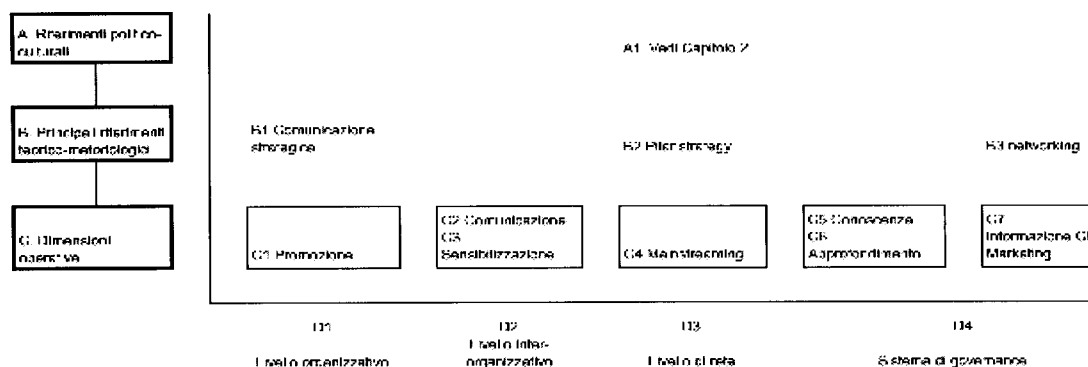 A. Riferimenti politico-
culturali
A1. Vedi Capitolo 2
B. Principali riferimenti
teorico-metodologici
B1 Comunicazione
strategica
B2 Piter strategy
B3 networking
C. Dimensioni
operative
C1 Promozione
C2 Comunicazione
C3
Sensibilizzazione
C4 Mainstreaming
C5 Conoscenze
C6
Approfondimento
C7
Informazione
Marketing
D1
Livello organizzativo
D2
Livello inter-
organizzativo
D3
Livello di rete
D4
Sistema di governance